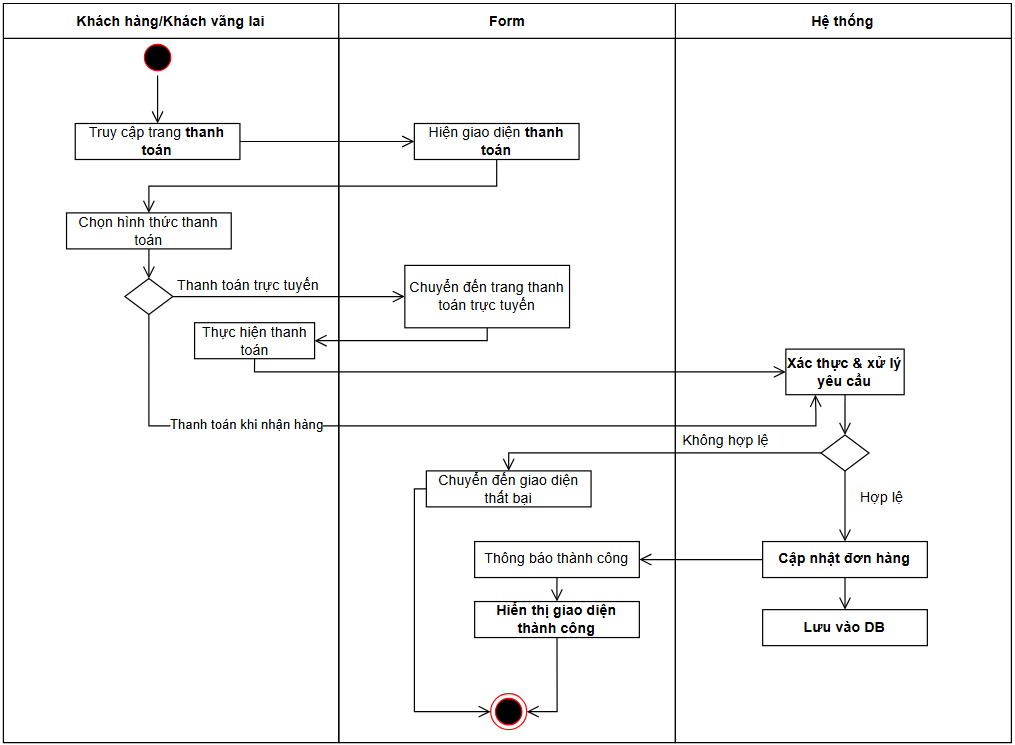 Khách hàng/Khách vãng lai
Form
Hệ thống
Truy cập trang thanh
toán
Hiện giao diện thanh
toán
Chọn hình thức thanh
toán
Thanh toán trực tuyến
Chuyển đến trang thanh
toán trực tuyến
Thực hiện thanh
toán
Xác thực & xử lý
yêu cầu
Thanh toán khi nhận hàng
Không hợp lệ
Chuyển đến giao diện
thất bại
Hợp lệ
Thông báo thành công
Cập nhật đơn hàng
Hiển thị giao diện
thành công
Lưu vào DB